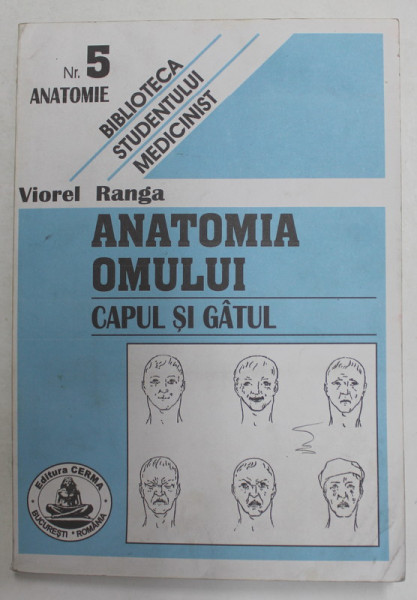 Nr. 5
ANATOMIE
BIBLIOTECA
STUDENTULUI
MEDICINIST
Viorel Ranga
ANATOMIA
OMULUI
CAPUL ȘI GÂTUL
Editura CERMA
BUCUREȘTI · ROMÂNIA